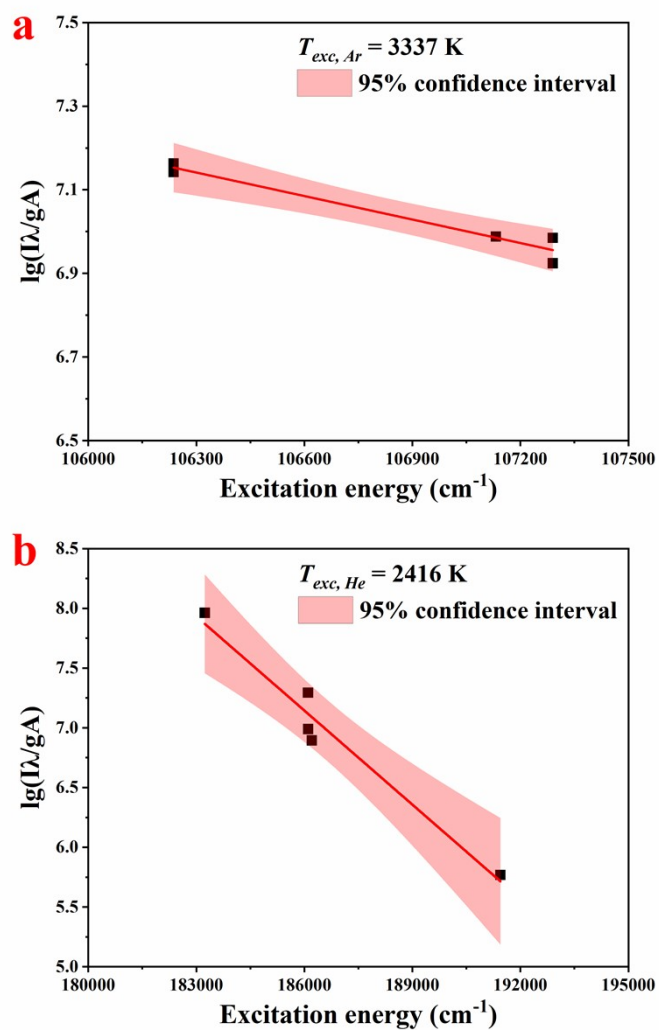 a
T_exc, Ar = 3337 K
95% confidence interval
7.5
7.3
7.1
6.9
6.7
6.5
lg(Iλ/gA)
106000 106300 106600 106900 107200 107500
Excitation energy (cm⁻¹)
b
T_exc, He = 2416 K
95% confidence interval
8.5
8.0
7.5
7.0
6.5
6.0
5.5
5.0
lg(Iλ/gA)
180000 183000 186000 189000 192000 195000
Excitation energy (cm⁻¹)